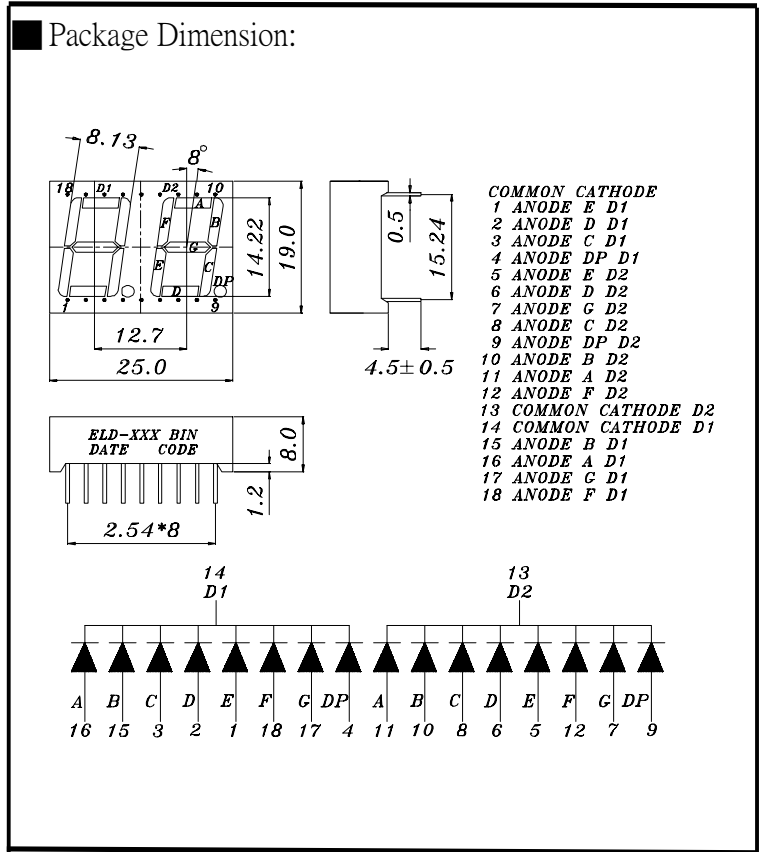 Package Dimension:
8.13
8°
18 D1 D2 10
A
F B
G
E C
DP
D
1 9
14.22
19.0
12.7
25.0
0.5
15.24
4.5± 0.5
COMMON CATHODE
1 ANODE E D1
2 ANODE D D1
3 ANODE C D1
4 ANODE DP D1
5 ANODE E D2
6 ANODE D D2
7 ANODE G D2
8 ANODE C D2
9 ANODE DP D2
10 ANODE B D2
11 ANODE A D2
12 ANODE F D2
13 COMMON CATHODE D2
14 COMMON CATHODE D1
15 ANODE B D1
16 ANODE A D1
17 ANODE G D1
18 ANODE F D1
ELD-XXX BIN
DATE CODE
8.0
1.2
2.54*8
14 13
D1 D2
A B C D E F G DP A B C D E F G DP
16 15 3 2 1 18 17 4 11 10 8 6 5 12 7 9